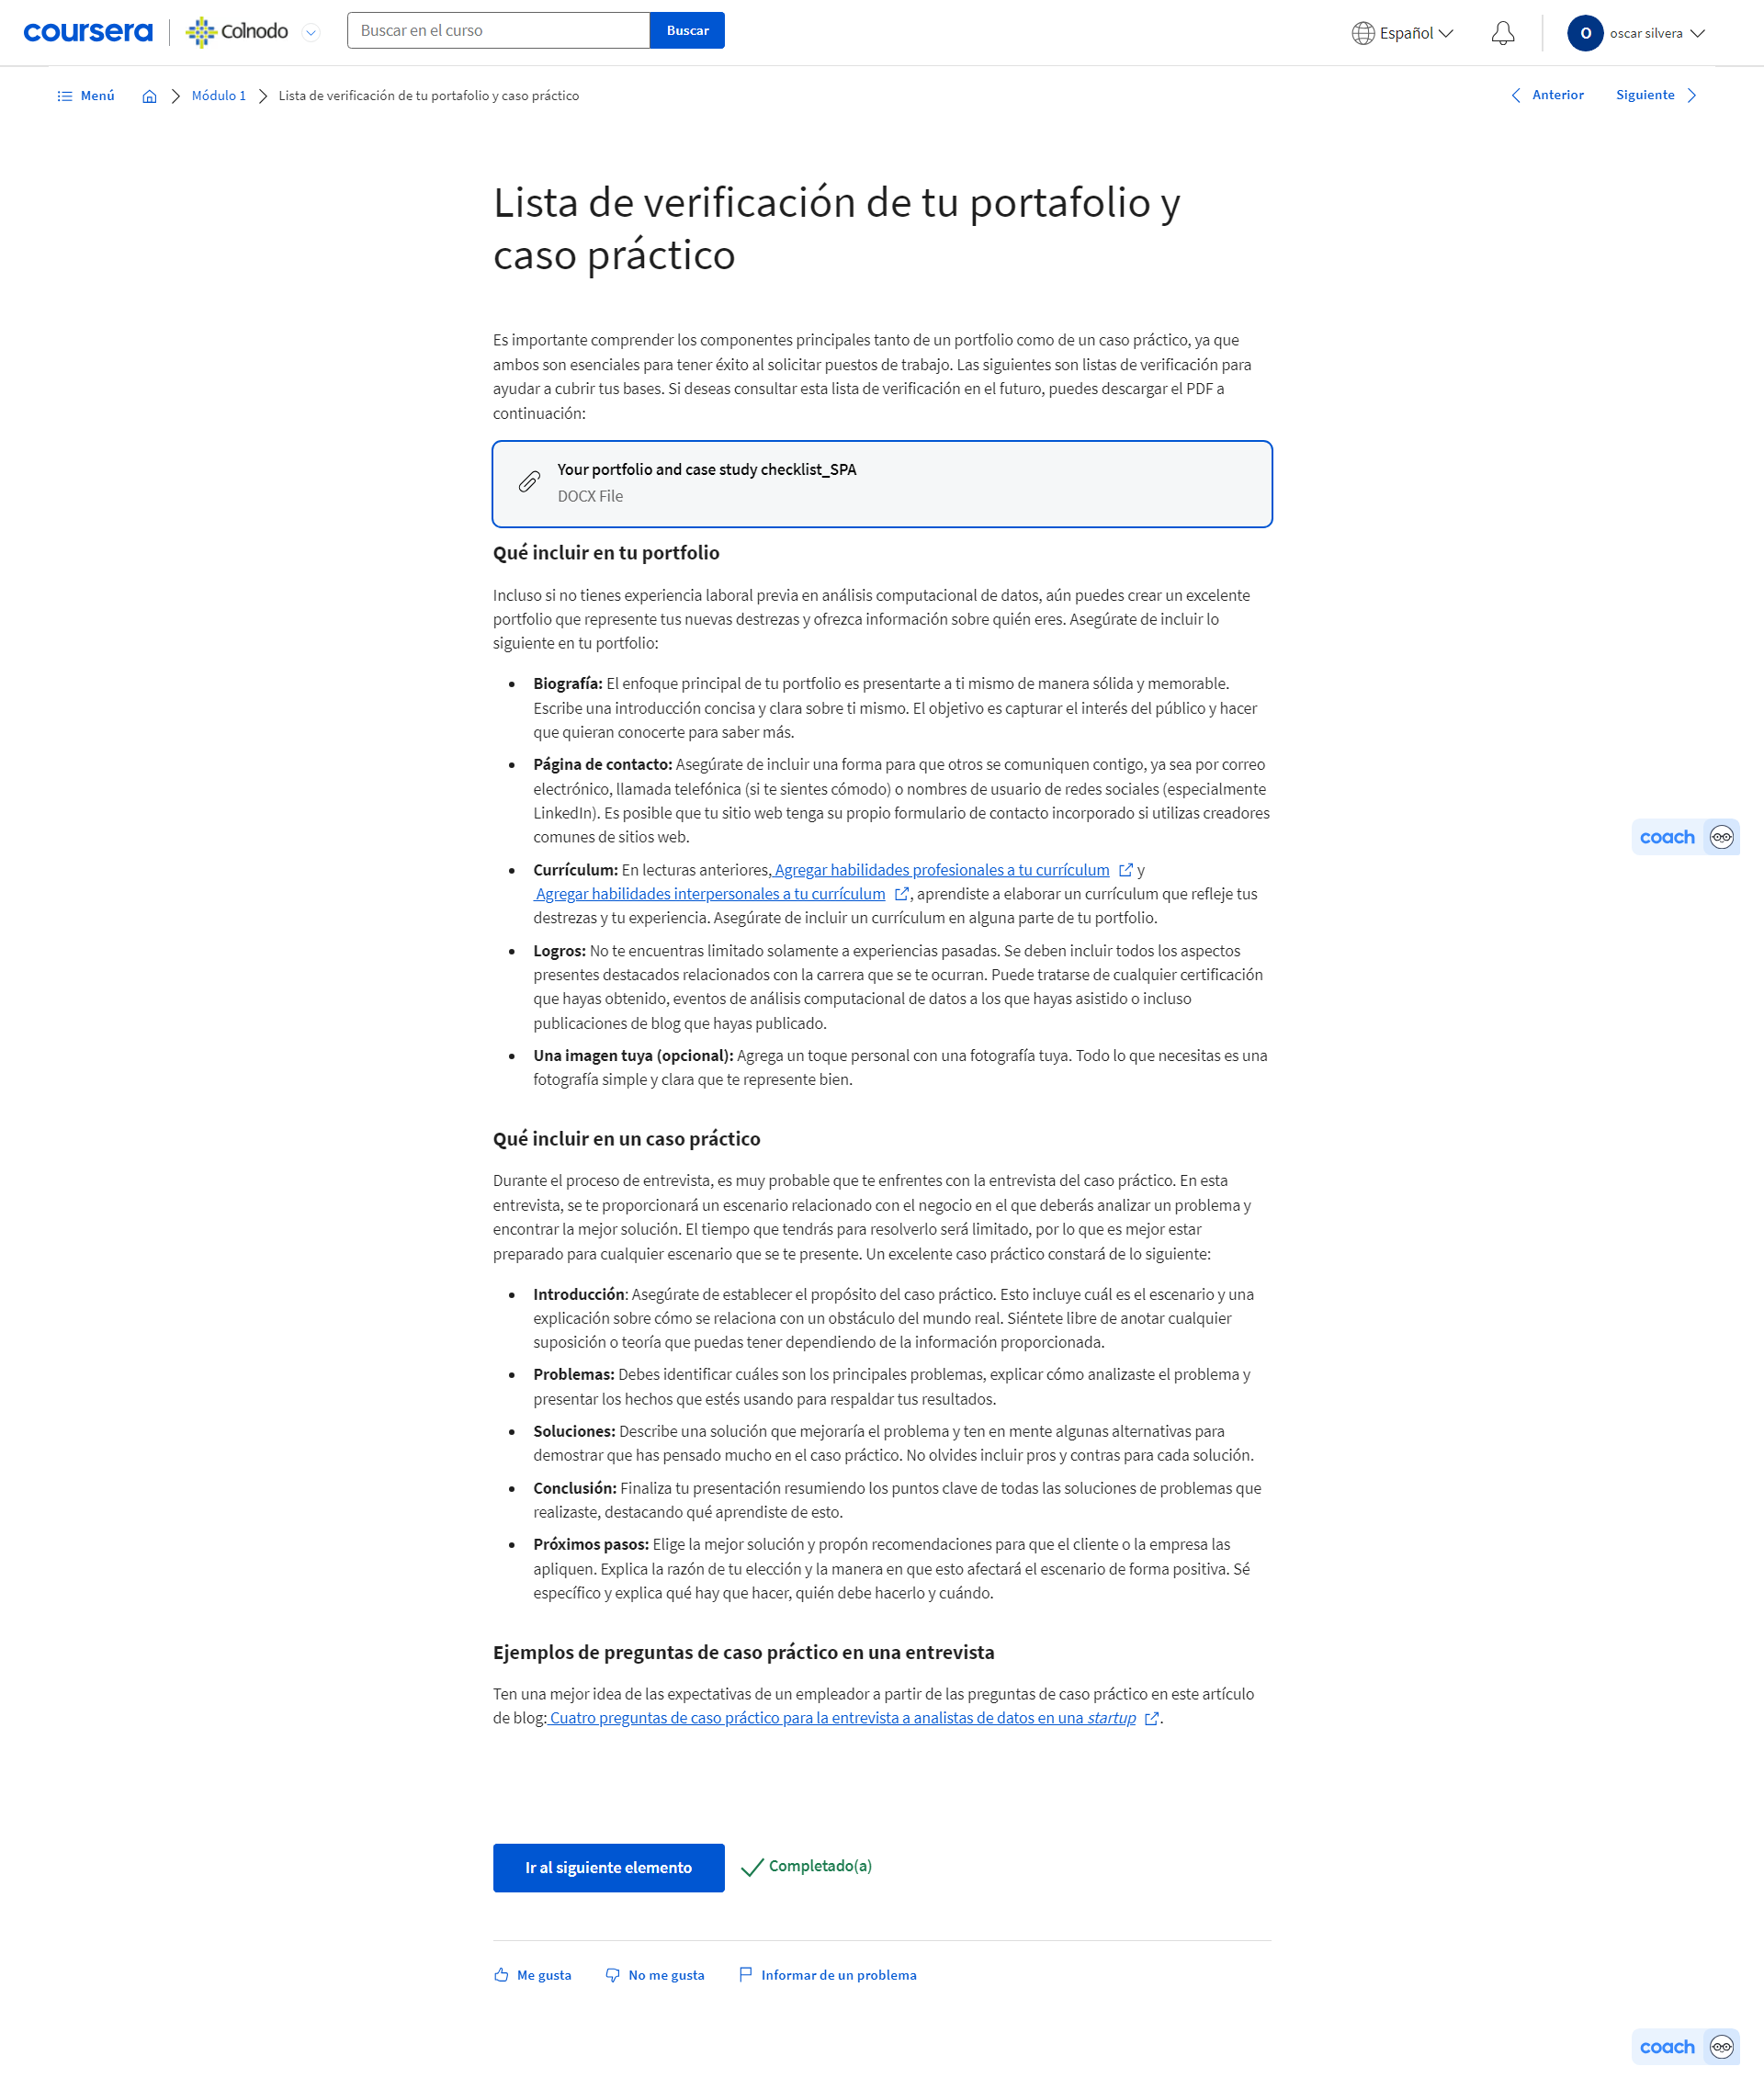 coursera
Colnodo
Buscar en el curso
Buscar
Español
O
oscar silvera
Menú
Módulo 1
Lista de verificación de tu portafolio y caso práctico
Anterior
Siguiente
Lista de verificación de tu portafolio y
caso práctico
Es importante comprender los componentes principales tanto de un portfolio como de un caso práctico, ya que
ambos son esenciales para tener éxito al solicitar puestos de trabajo. Las siguientes son listas de verificación para
ayudar a cubrir tus bases. Si deseas consultar esta lista de verificación en el futuro, puedes descargar el PDF a
continuación:
Your portfolio and case study checklist_SPA
DOCX File
Qué incluir en tu portfolio
Incluso si no tienes experiencia laboral previa en análisis computacional de datos, aún puedes crear un excelente
portfolio que represente tus nuevas destrezas y ofrezca información sobre quién eres. Asegúrate de incluir lo
siguiente en tu portfolio:
• Biografía: El enfoque principal de tu portfolio es presentarte a ti mismo de manera sólida y memorable.
Escribe una introducción concisa y clara sobre ti mismo. El objetivo es capturar el interés del público y hacer
que quieran conocerte para saber más.
• Página de contacto: Asegúrate de incluir una forma para que otros se comuniquen contigo, ya sea por correo
electrónico, llamada telefónica (si te sientes cómodo) o nombres de usuario de redes sociales (especialmente
LinkedIn). Es posible que tu sitio web tenga su propio formulario de contacto incorporado si utilizas creadores
comunes de sitios web.
• Currículum: En lecturas anteriores, Agregar habilidades profesionales a tu currículum y
Agregar habilidades interpersonales a tu currículum, aprendiste a elaborar un currículum que refleje tus
destrezas y tu experiencia. Asegúrate de incluir un currículum en alguna parte de tu portfolio.
• Logros: No te encuentras limitado solamente a experiencias pasadas. Se deben incluir todos los aspectos
presentes destacados relacionados con la carrera que se te ocurran. Puede tratarse de cualquier certificación
que hayas obtenido, eventos de análisis computacional de datos a los que hayas asistido o incluso
publicaciones de blog que hayas publicado.
• Una imagen tuya (opcional): Agrega un toque personal con una fotografía tuya. Todo lo que necesitas es una
fotografía simple y clara que te represente bien.
Qué incluir en un caso práctico
Durante el proceso de entrevista, es muy probable que te enfrentes con la entrevista del caso práctico. En esta
entrevista, se te proporcionará un escenario relacionado con el negocio en el que deberás analizar un problema y
encontrar la mejor solución. El tiempo que tendrás para resolverlo será limitado, por lo que es mejor estar
preparado para cualquier escenario que se te presente. Un excelente caso práctico constará de lo siguiente:
• Introducción: Asegúrate de establecer el propósito del caso práctico. Esto incluye cuál es el escenario y una
explicación sobre cómo se relaciona con un obstáculo del mundo real. Siéntete libre de anotar cualquier
suposición o teoría que puedas tener dependiendo de la información proporcionada.
• Problemas: Debes identificar cuáles son los principales problemas, explicar cómo analizaste el problema y
presentar los hechos que estés usando para respaldar tus resultados.
• Soluciones: Describe una solución que mejoraría el problema y ten en mente algunas alternativas para
demostrar que has pensado mucho en el caso práctico. No olvides incluir pros y contras para cada solución.
• Conclusión: Finaliza tu presentación resumiendo los puntos clave de todas las soluciones de problemas que
realizaste, destacando qué aprendiste de esto.
• Próximos pasos: Elige la mejor solución y propón recomendaciones para que el cliente o la empresa las
apliquen. Explica la razón de tu elección y la manera en que esto afectará el escenario de forma positiva. Sé
específico y explica qué hay que hacer, quién debe hacerlo y cuándo.
Ejemplos de preguntas de caso práctico en una entrevista
Ten una mejor idea de las expectativas de un empleador a partir de las preguntas de caso práctico en este artículo
de blog: Cuatro preguntas de caso práctico para la entrevista a analistas de datos en una startup.
Ir al siguiente elemento
Completado(a)
Me gusta
No me gusta
Informar de un problema
coach
coach